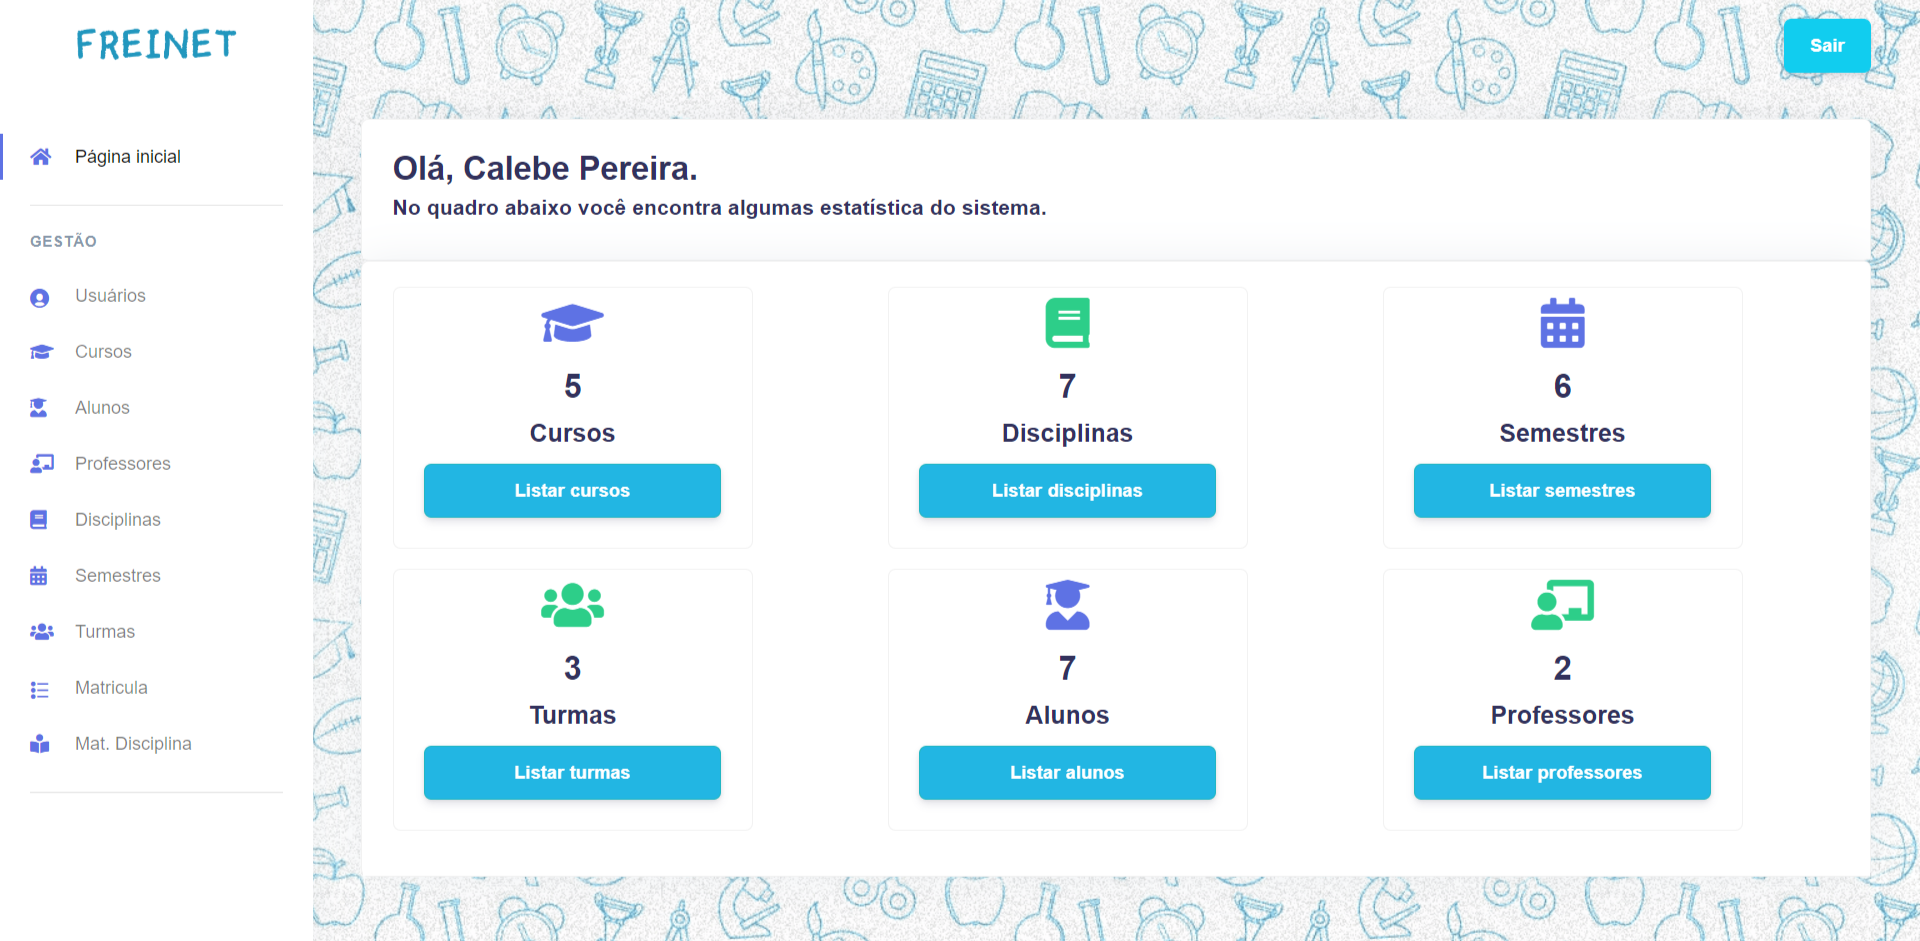 FREINET
Sair
Página inicial
GESTÃO
Usuários
Cursos
Alunos
Professores
Disciplinas
Semestres
Turmas
Matricula
Mat. Disciplina
Olá, Calebe Pereira.
No quadro abaixo você encontra algumas estatística do sistema.
5
Cursos
Listar cursos
7
Disciplinas
Listar disciplinas
6
Semestres
Listar semestres
3
Turmas
Listar turmas
7
Alunos
Listar alunos
2
Professores
Listar professores